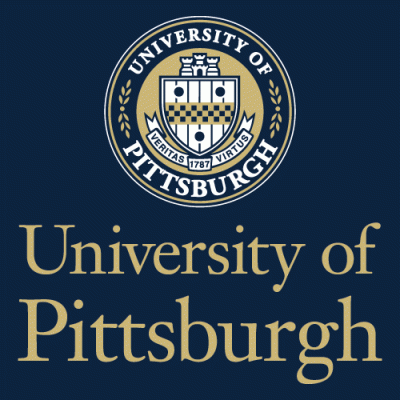 UNIVERSITY OF
VERITAS 1787 VIRTUS
PITTSBURGH
University of
Pittsburgh